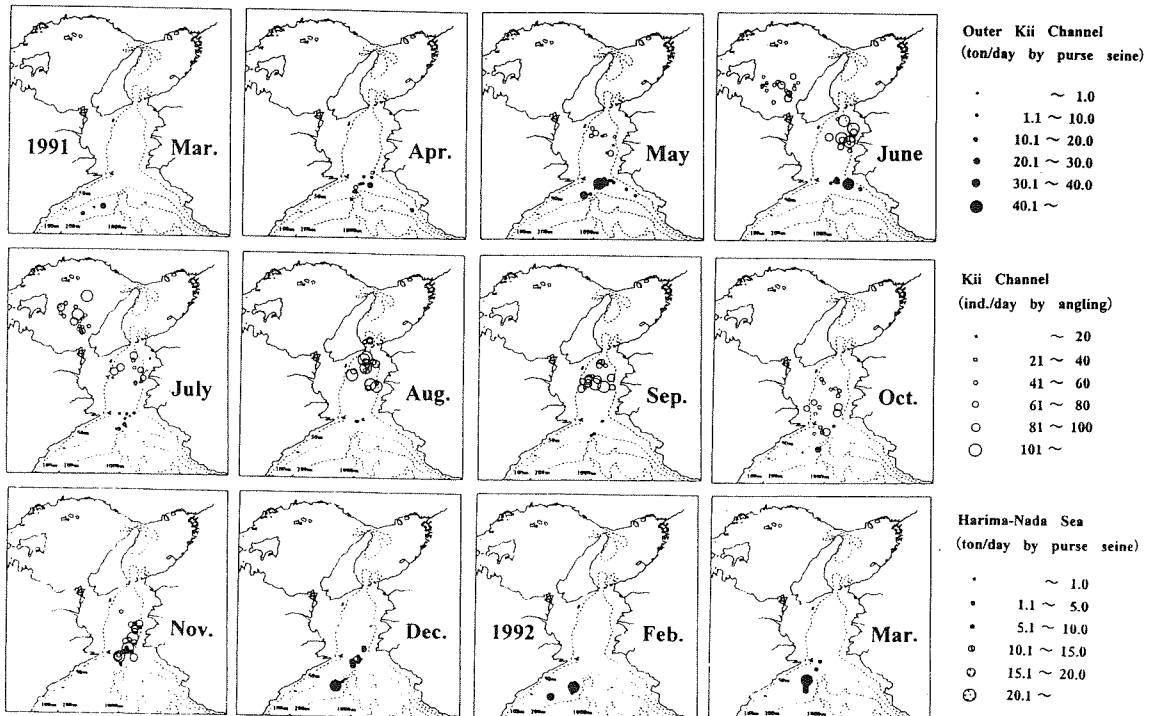 1991
Mar.
Apr.
May
June
Outer Kii Channel
(ton/day by purse seine)
~ 1.0
1.1 ~ 10.0
10.1 ~ 20.0
20.1 ~ 30.0
30.1 ~ 40.0
40.1 ~
July
Aug.
Sep.
Oct.
Kii Channel
(ind./day by angling)
~ 20
21 ~ 40
41 ~ 60
61 ~ 80
81 ~ 100
101 ~
Nov.
Dec.
1992
Feb.
Mar.
Harima-Nada Sea
(ton/day by purse seine)
~ 1.0
1.1 ~ 5.0
5.1 ~ 10.0
10.1 ~ 15.0
15.1 ~ 20.0
20.1 ~